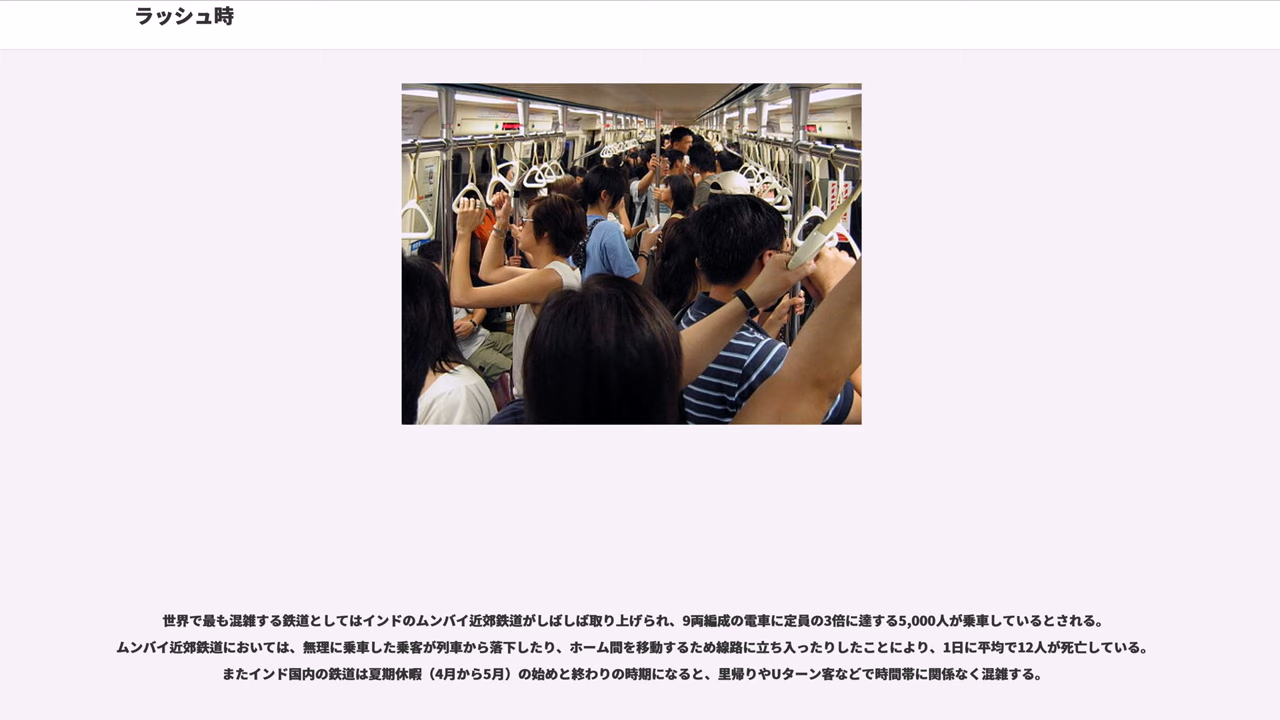 ラッシュ時
世界で最も混雑する鉄道としてはインドのムンバイ近郊鉄道がしばしば取り上げられ、9両編成の電車に定員の3倍に達する5,000人が乗車しているとされる。
ムンバイ近郊鉄道においては、無理に乗車した乗客が列車から落下したり、ホーム間を移動するため線路に立ち入ったりしたことにより、1日に平均で12人が死亡している。
またインド国内の鉄道は夏期休暇（4月から5月）の始めと終わりの時期になると、里帰りやUターン客などで時間帯に関係なく混雑する。